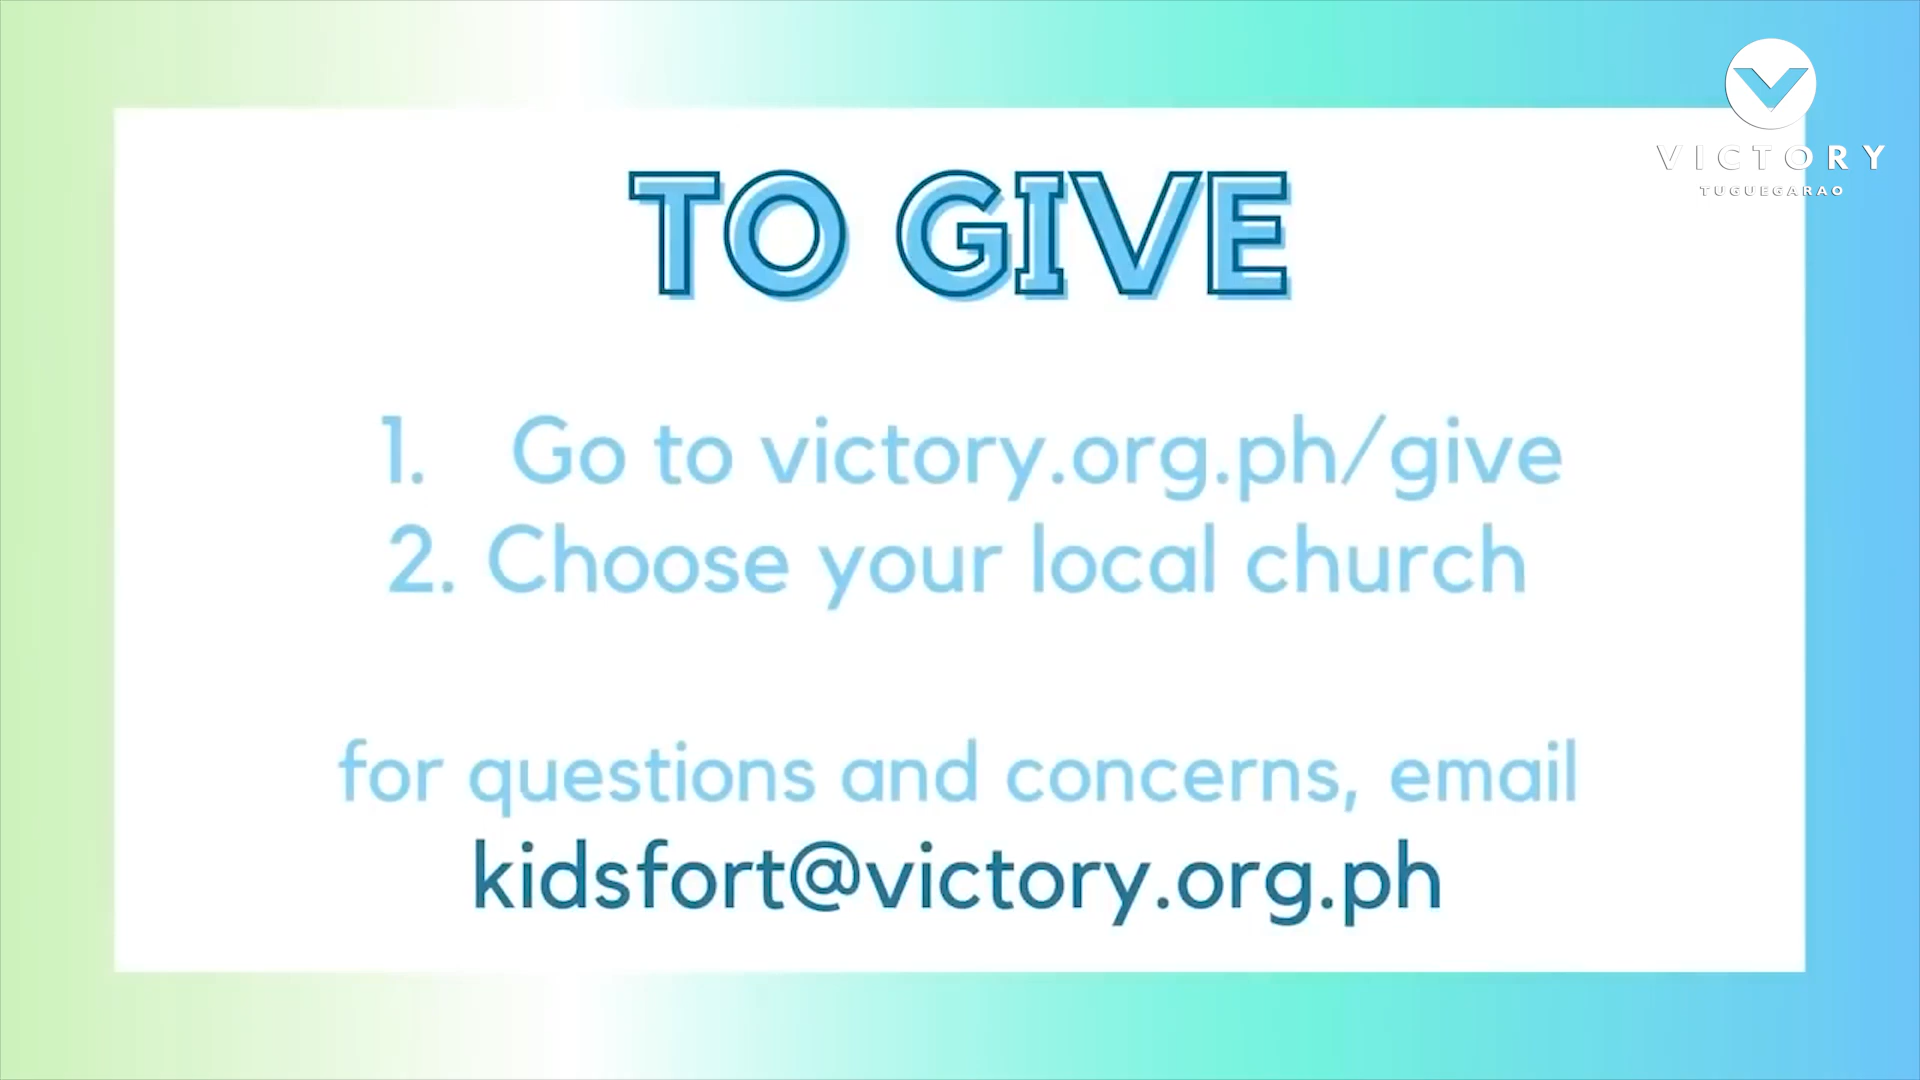 VICTORY
TUGUEGARAO
TO GIVE
1. Go to victory.org.ph/give
2. Choose your local church
for questions and concerns, email
kidsfort@victory.org.ph